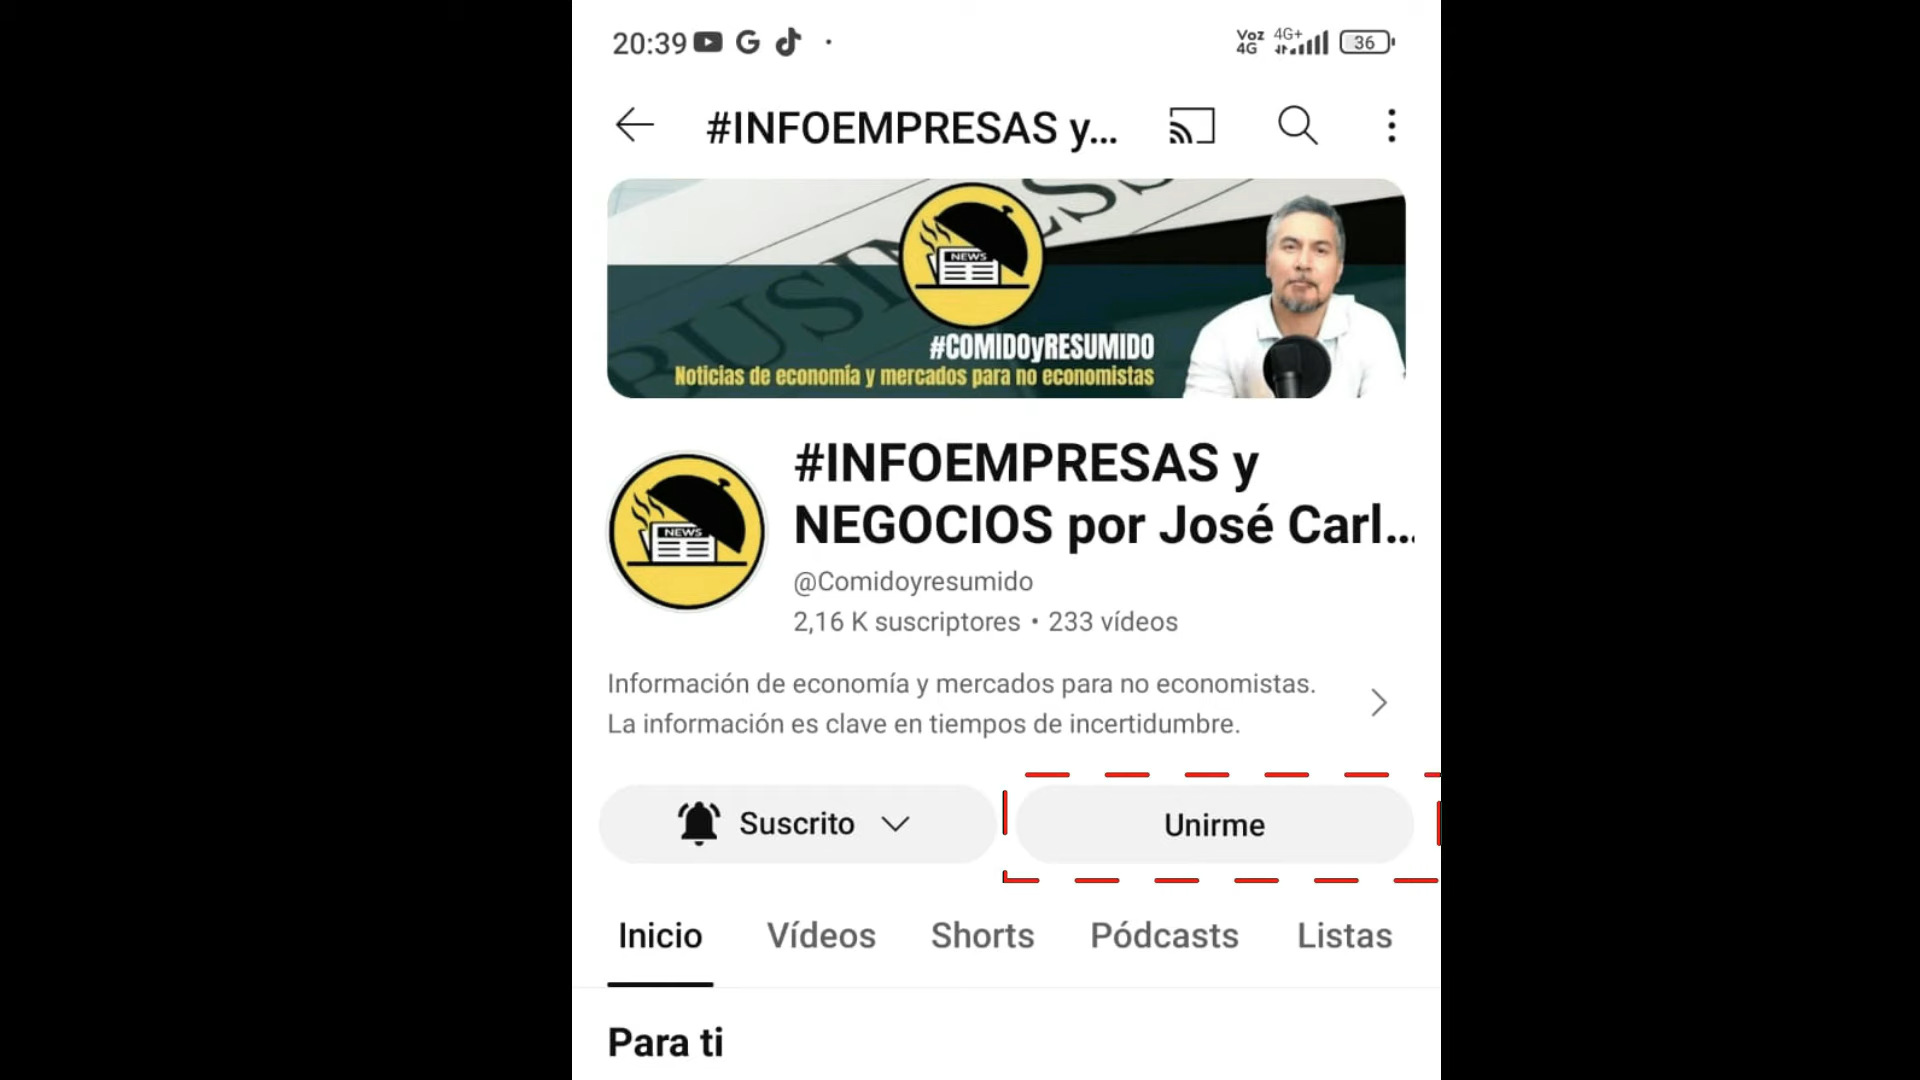 20:39
Voz 4G
4G+
36
#INFOEMPRESAS y...
BUSINESS
NEWS
#COMIDOyRESUMIDO
Noticias de economía y mercados para no economistas
NEWS
#INFOEMPRESAS y
NEGOCIOS por José Carl...
@Comidoyresumido
2,16 K suscriptores • 233 vídeos
Información de economía y mercados para no economistas.
La información es clave en tiempos de incertidumbre.
Suscrito
Unirme
Inicio Vídeos Shorts Pódcasts Listas
Para ti